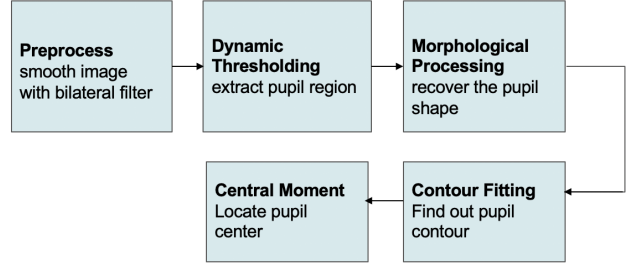 Preprocess
smooth image
with bilateral filter
Dynamic
Thresholding
extract pupil region
Morphological
Processing
recover the pupil
shape
Contour Fitting
Find out pupil
contour
Central Moment
Locate pupil
center